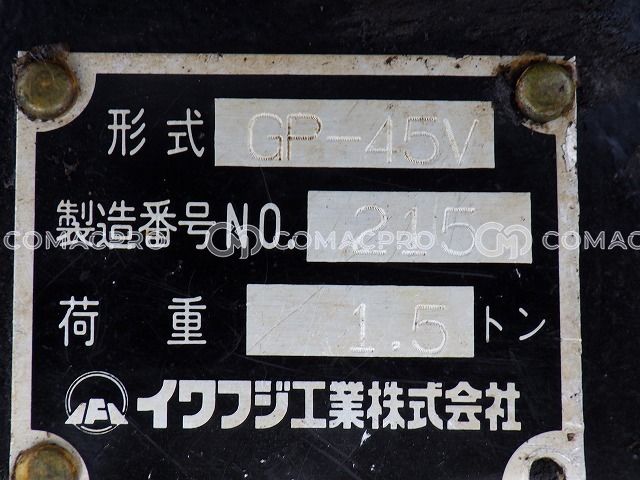 形式 GP-45V
製造番号 NO. 215
COMACPRO COMACPRO COMACPRO
荷重 1.5 トン
イワフジ工業株式会社